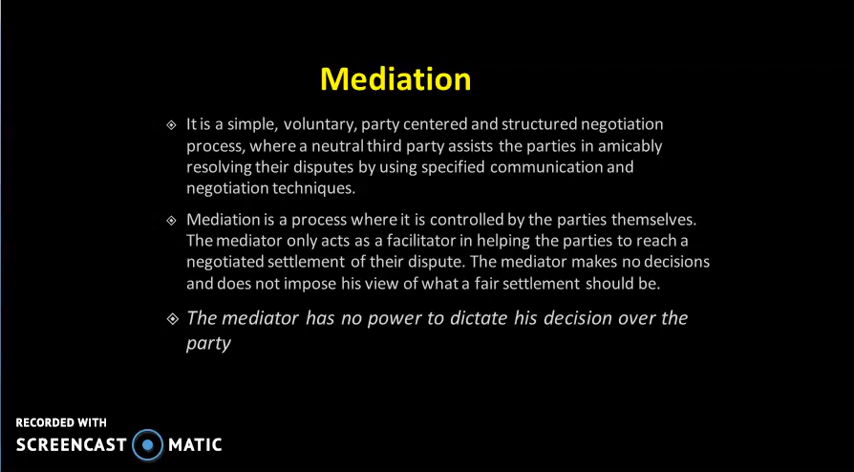 Mediation
It is a simple, voluntary, party centered and structured negotiation
process, where a neutral third party assists the parties in amicably
resolving their disputes by using specified communication and
negotiation techniques.
Mediation is a process where it is controlled by the parties themselves.
The mediator only acts as a facilitator in helping the parties to reach a
negotiated settlement of their dispute. The mediator makes no decisions
and does not impose his view of what a fair settlement should be.
The mediator has no power to dictate his decision over the
party
RECORDED WITH
SCREENCAST MATIC